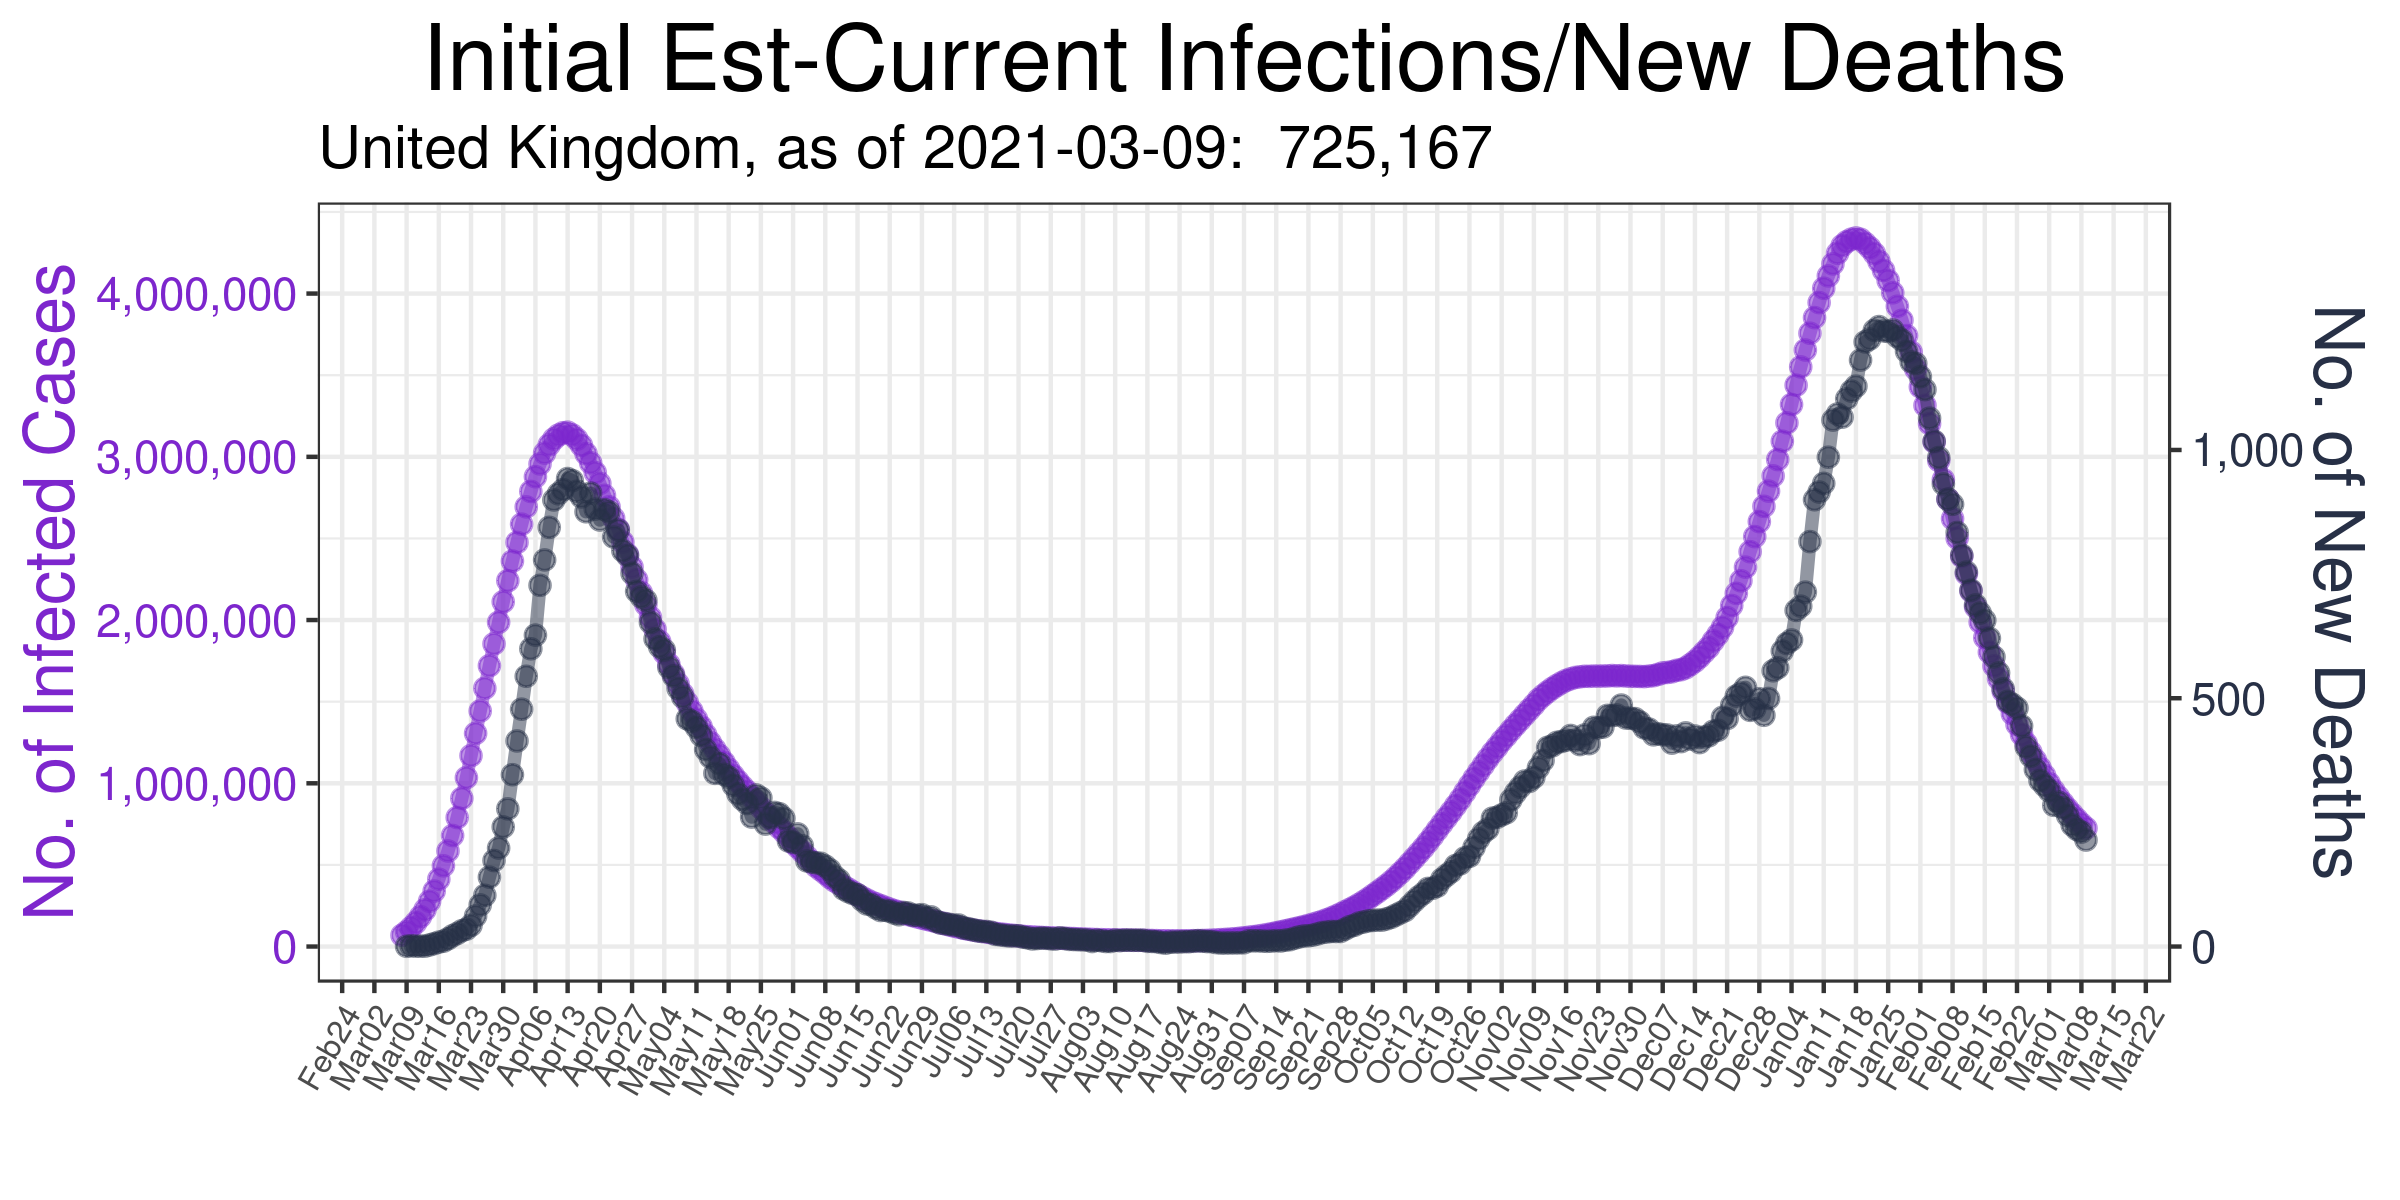 Initial Est-Current Infections/New Deaths
United Kingdom, as of 2021-03-09:  725,167
No. of Infected Cases
4,000,000
3,000,000
2,000,000
1,000,000
0
No. of New Deaths
1,000
500
0
Feb24
Mar02
Mar09
Mar16
Mar23
Mar30
Apr06
Apr13
Apr20
Apr27
May04
May11
May18
May25
Jun01
Jun08
Jun15
Jun22
Jun29
Jul06
Jul13
Jul20
Jul27
Aug03
Aug10
Aug17
Aug24
Aug31
Sep07
Sep14
Sep21
Sep28
Oct05
Oct12
Oct19
Oct26
Nov02
Nov09
Nov16
Nov23
Nov30
Dec07
Dec14
Dec21
Dec28
Jan04
Jan11
Jan18
Jan25
Feb01
Feb08
Feb15
Feb22
Mar01
Mar08
Mar15
Mar22